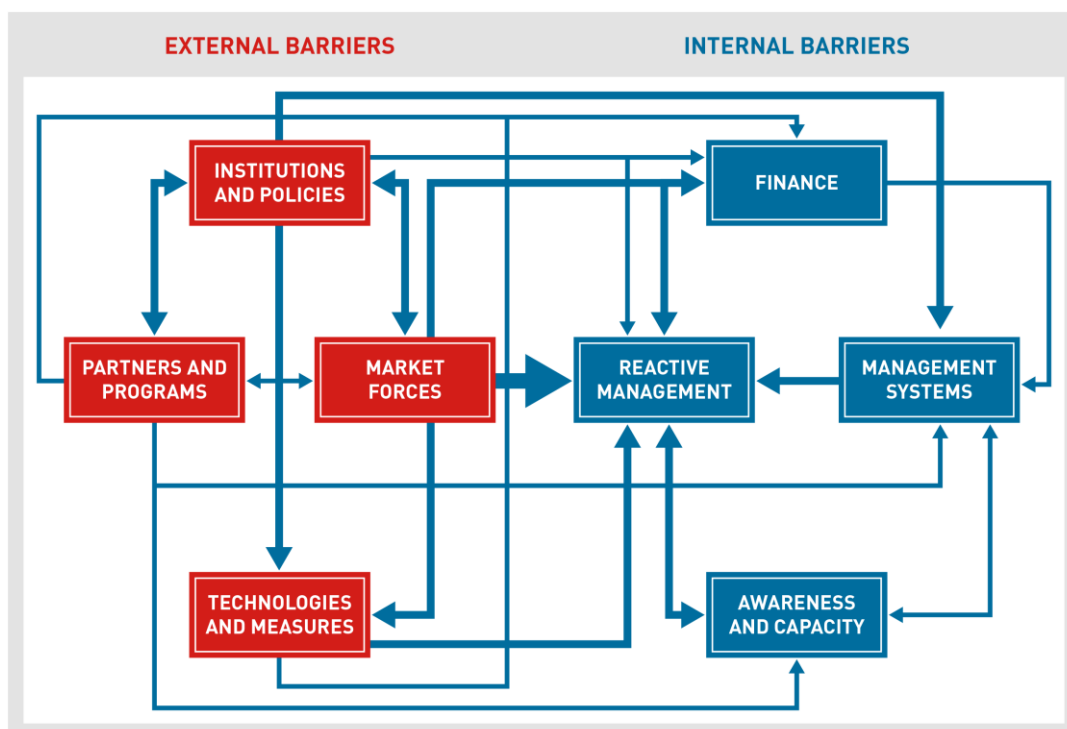 EXTERNAL BARRIERS
INTERNAL BARRIERS
INSTITUTIONS
AND POLICIES
FINANCE
PARTNERS AND
PROGRAMS
MARKET
FORCES
REACTIVE
MANAGEMENT
MANAGEMENT
SYSTEMS
TECHNOLOGIES
AND MEASURES
AWARENESS
AND CAPACITY